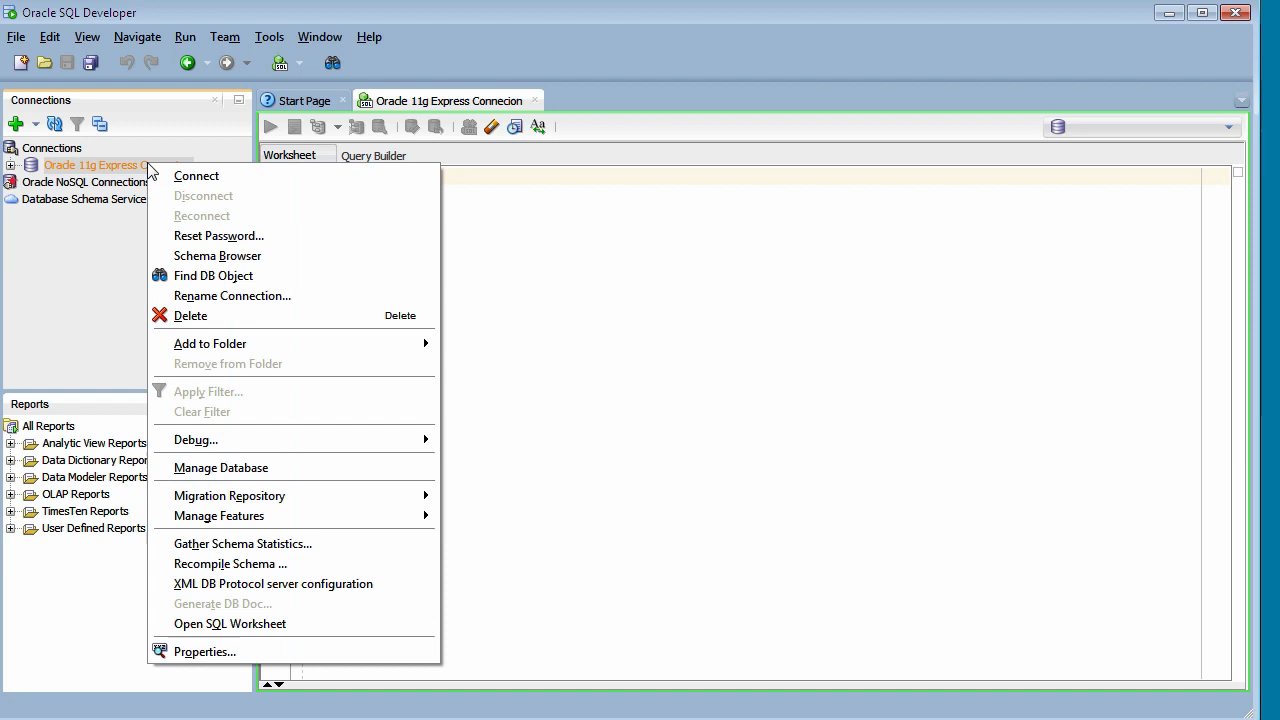 Oracle SQL Developer
File Edit View Navigate Run Team Tools Window Help
Connections
Start Page
Oracle 11g Express Connecion
Worksheet
Query Builder
Connections
Oracle 11g Express C
Oracle NoSQL Connections
Database Schema Service
Connect
Disconnect
Reconnect
Reset Password...
Schema Browser
Find DB Object
Rename Connection...
Delete Delete
Add to Folder
Remove from Folder
Apply Filter...
Clear Filter
Debug...
Manage Database
Migration Repository
Manage Features
Gather Schema Statistics...
Recompile Schema ...
XML DB Protocol server configuration
Generate DB Doc...
Open SQL Worksheet
Properties...
Reports
All Reports
Analytic View Reports
Data Dictionary Repor
Data Modeler Reports
OLAP Reports
TimesTen Reports
User Defined Reports